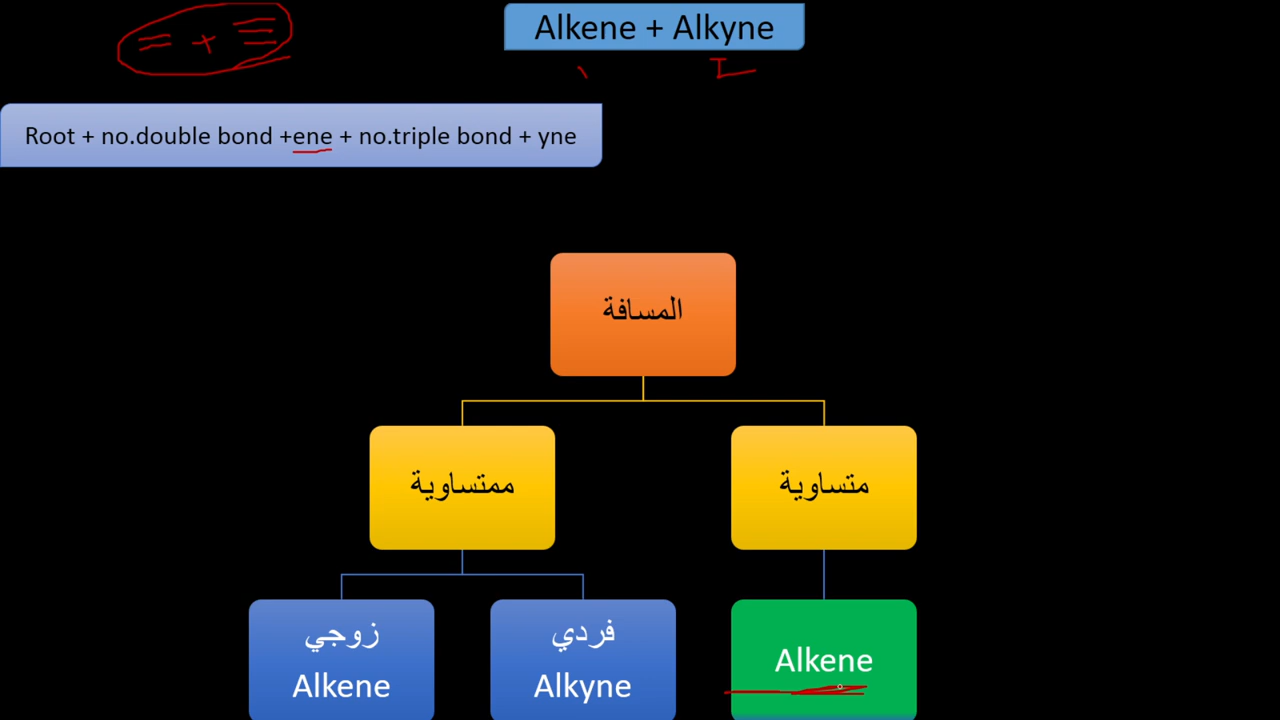 Alkene + Alkyne
= + ≡
Root + no.double bond +ene + no.triple bond + yne
المسافة
متساوية
ممتساوية
زوجي
Alkene
فردي
Alkyne
Alkene